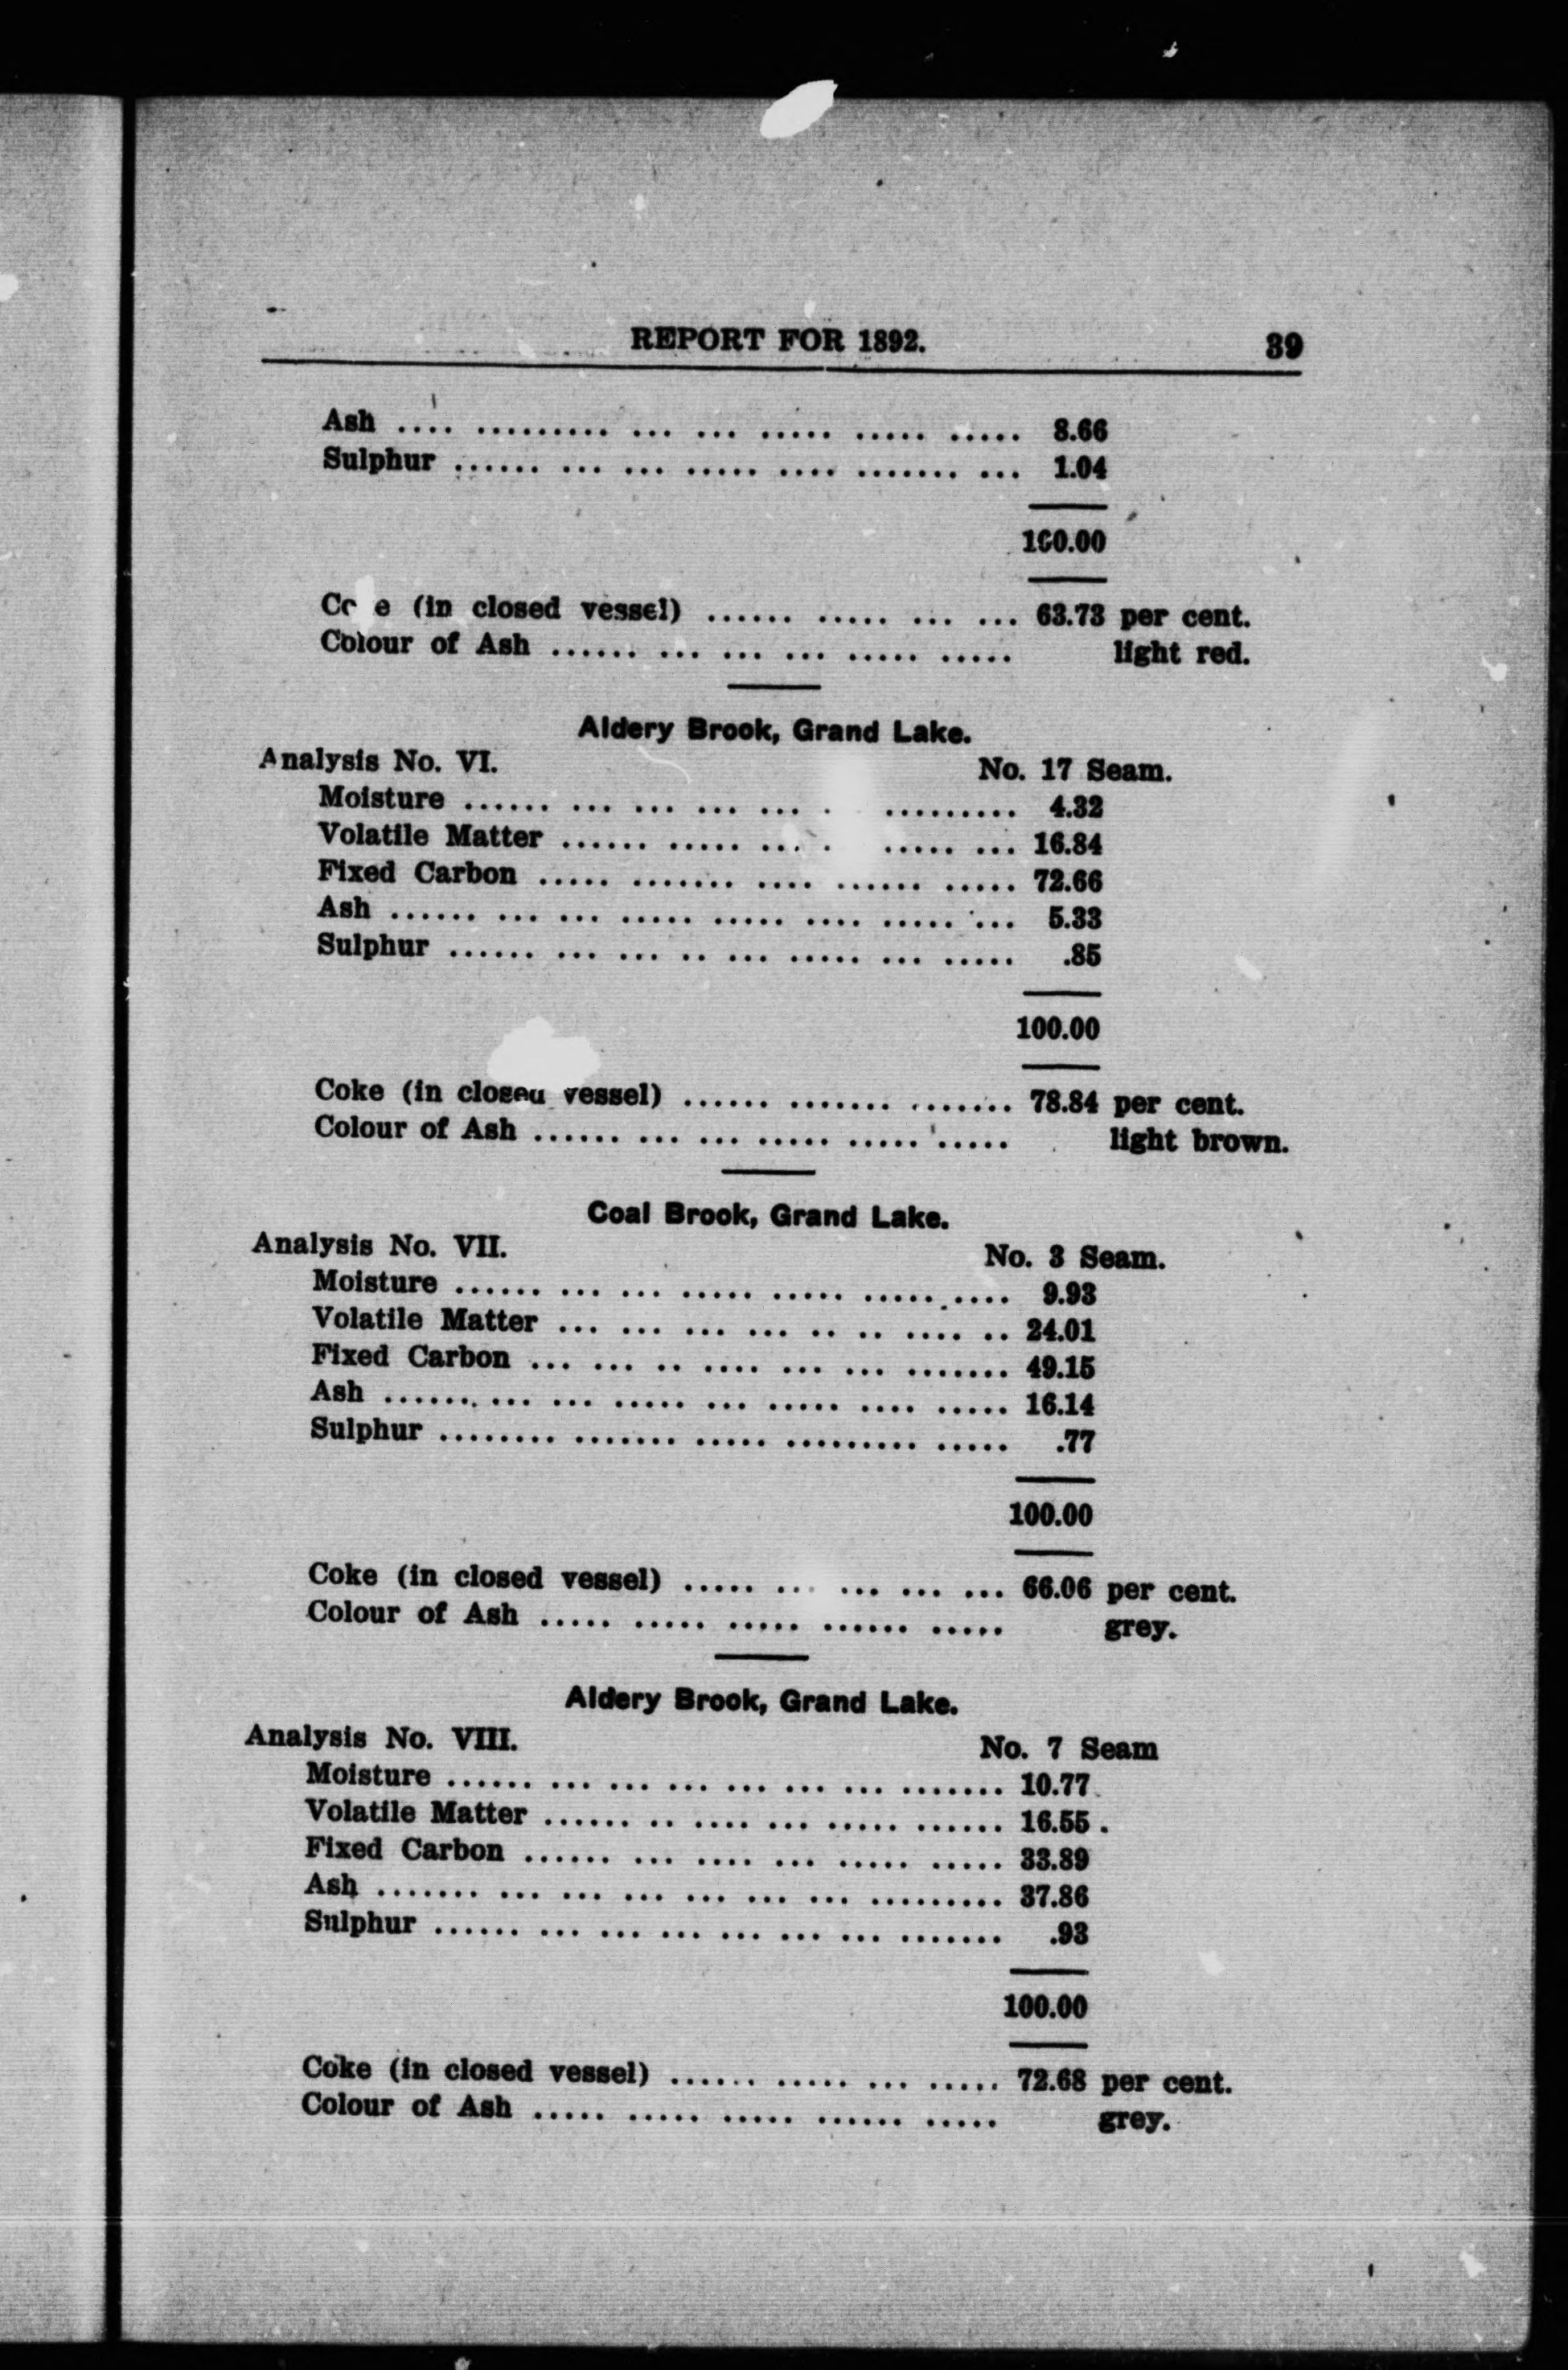 REPORT FOR 1892. 39
Ash .... ......... ... ... ..... ..... ..... 8.66
Sulphur ...... ... ... ..... .... ....... ... 1.04
100.00
(in closed vessel) ...... ..... ... ... 63.73 per cent.
Colour of Ash ...... ... ... ... ..... ..... light red.
Aldery Brook, Grand Lake.
Analysis No. VI. No. 17 Seam.
Moisture ...... ... ... ... ... . ......... 4.32
Volatile Matter ...... ..... ... . ..... ... 16.84
Fixed Carbon ..... ....... .... ...... ..... 72.66
Ash ...... ... ... ..... ..... .... ..... ... 5.33
Sulphur ...... ... ... .. ... ..... ... ..... .85
100.00
Coke (in closed vessel) ...... ....... ....... 78.84 per cent.
Colour of Ash ...... ... ... ..... ..... ..... light brown.
Coal Brook, Grand Lake.
Analysis No. VII. No. 3 Seam.
Moisture ...... ... ... ..... ..... ..... .... 9.93
Volatile Matter ... ... ... ... .. .. .... .. 24.01
Fixed Carbon ... ... .. .... ... ... ....... 49.15
Ash ...... ... ... ..... ... ..... .... ..... 16.14
Sulphur ........ ....... ..... ......... ..... .77
100.00
Coke (in closed vessel) ..... ... ... ... ... 66.06 per cent.
Colour of Ash ..... ..... ..... ...... ..... grey.
Aldery Brook, Grand Lake.
Analysis No. VIII. No. 7 Seam
Moisture ...... ... ... ... ... ... ... ....... 10.77
Volatile Matter ...... .. .... ... ..... ...... 16.55
Fixed Carbon ...... ... .... ... ..... ..... 33.89
Ash ....... ... ... ... ... ... ... ......... 37.86
Sulphur ...... ... ... ... ... ... ... ....... .93
100.00
Coke (in closed vessel) ...... ..... ... ..... 72.68 per cent.
Colour of Ash ..... ..... ..... ...... ..... grey.